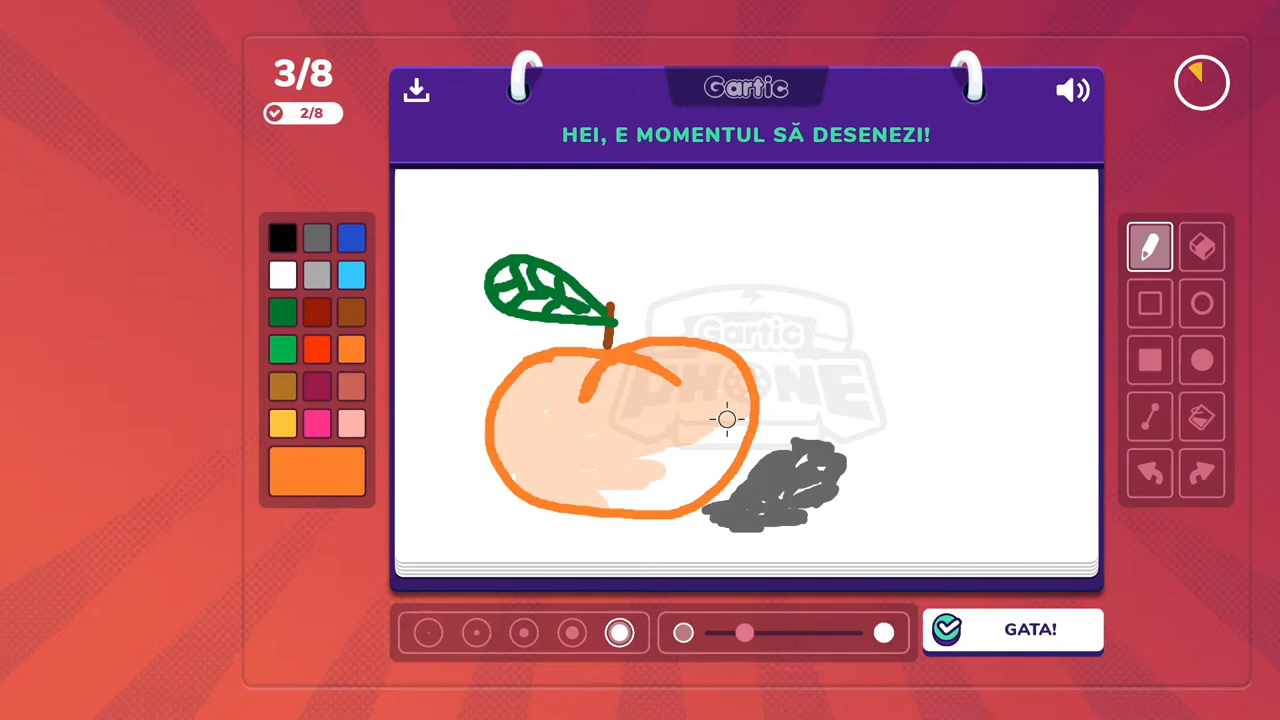 3/8
2/8
Gartic
HEI, E MOMENTUL SĂ DESENEZI!
Gartic
PHONE
GATA!